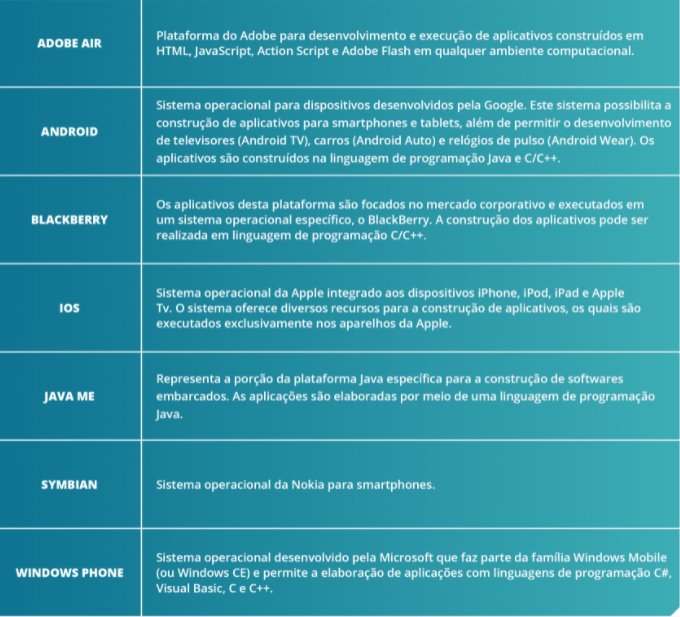 ADOBE AIR
Plataforma do Adobe para desenvolvimento e execução de aplicativos construídos em
HTML, JavaScript, Action Script e Adobe Flash em qualquer ambiente computacional.
ANDROID
Sistema operacional para dispositivos desenvolvidos pela Google. Este sistema possibilita a
construção de aplicativos para smartphones e tablets, além de permitir o desenvolvimento
de televisores (Android TV), carros (Android Auto) e relógios de pulso (Android Wear). Os
aplicativos são construídos na linguagem de programação Java e C/C++.
BLACKBERRY
Os aplicativos desta plataforma são focados no mercado corporativo e executados em
um sistema operacional específico, o BlackBerry. A construção dos aplicativos pode ser
realizada em linguagem de programação C/C++.
IOS
Sistema operacional da Apple integrado aos dispositivos iPhone, iPod, iPad e Apple
Tv. O sistema oferece diversos recursos para a construção de aplicativos, os quais são
executados exclusivamente nos aparelhos da Apple.
JAVA ME
Representa a porção da plataforma Java específica para a construção de softwares
embarcados. As aplicações são elaboradas por meio de uma linguagem de programação
Java.
SYMBIAN
Sistema operacional da Nokia para smartphones.
WINDOWS PHONE
Sistema operacional desenvolvido pela Microsoft que faz parte da família Windows Mobile
(ou Windows CE) e permite a elaboração de aplicações com linguagens de programação C#,
Visual Basic, C e C++.